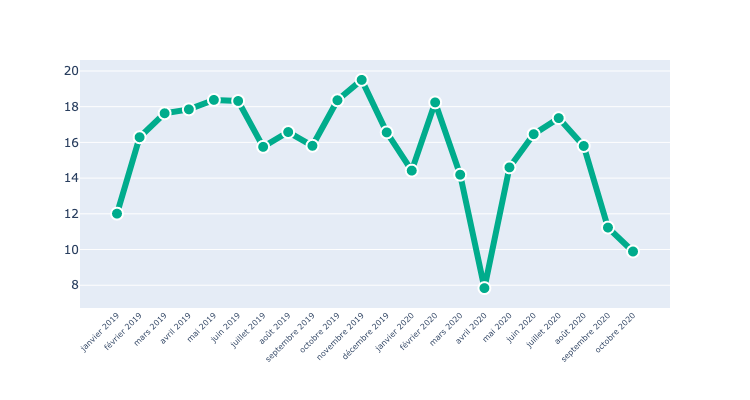 20
18
16
14
12
10
8
janvier 2019
février 2019
mars 2019
avril 2019
mai 2019
juin 2019
juillet 2019
août 2019
septembre 2019
octobre 2019
novembre 2019
décembre 2019
janvier 2020
février 2020
mars 2020
avril 2020
mai 2020
juin 2020
juillet 2020
août 2020
septembre 2020
octobre 2020